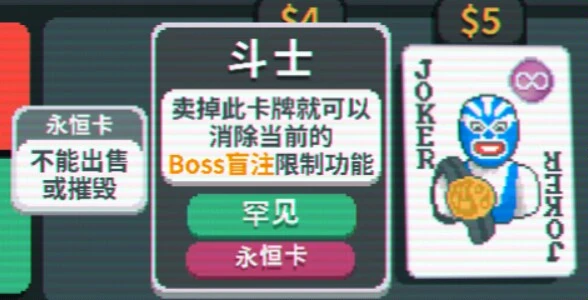 $4
$5
斗士
卖掉此卡牌就可以
消除当前的
Boss盲注限制功能
罕见
永恒卡
永恒卡
不能出售
或摧毁
JOKER
JOKER